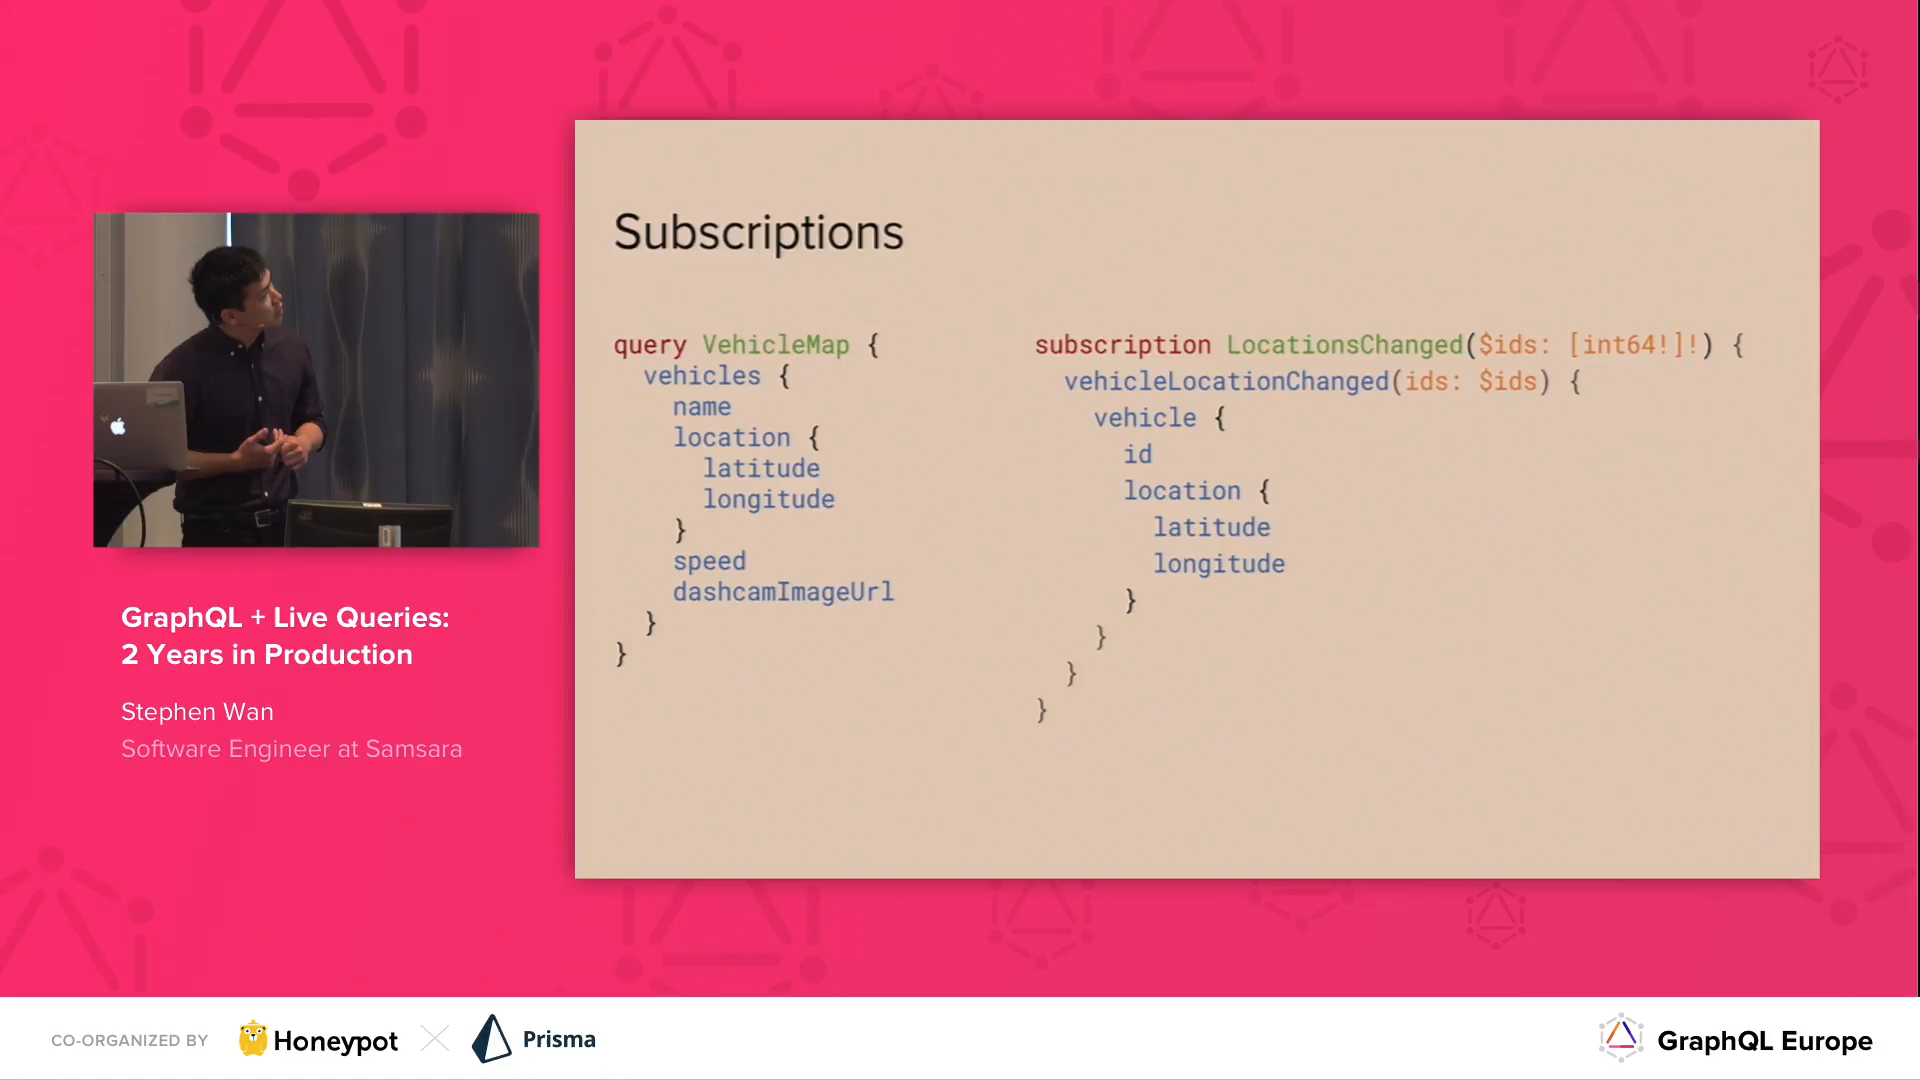 Subscriptions
query VehicleMap {
vehicles {
name
location {
latitude
longitude
}
speed
dashcamImageUrl
}
}
subscription LocationsChanged($ids: [int64!]!) {
vehicleLocationChanged(ids: $ids) {
vehicle {
id
location {
latitude
longitude
}
}
}
}
GraphQL + Live Queries:
2 Years in Production
Stephen Wan
Software Engineer at Samsara
CO-ORGANIZED BY
Honeypot
Prisma
GraphQL Europe